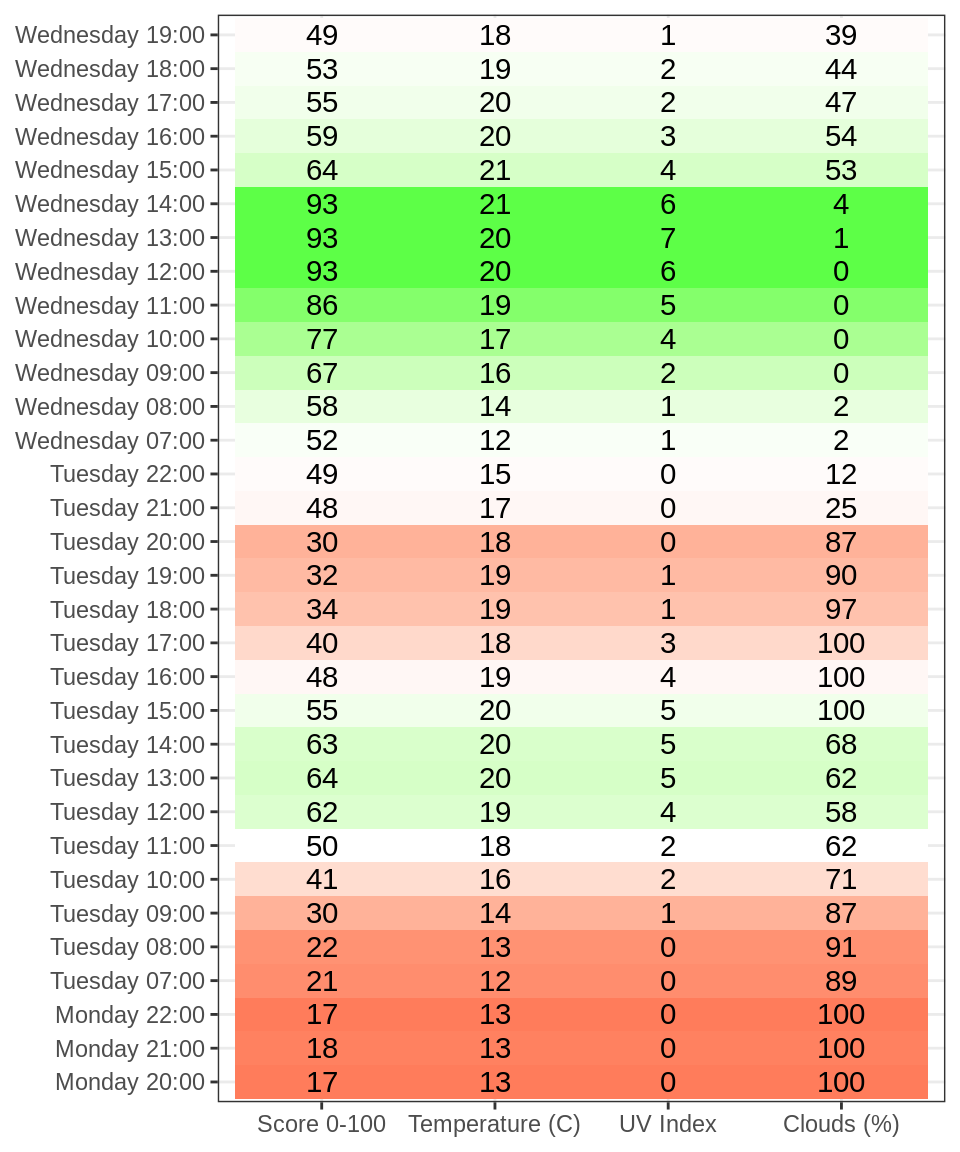 Wednesday 19:00 49 18 1 39
Wednesday 18:00 53 19 2 44
Wednesday 17:00 55 20 2 47
Wednesday 16:00 59 20 3 54
Wednesday 15:00 64 21 4 53
Wednesday 14:00 93 21 6 4
Wednesday 13:00 93 20 7 1
Wednesday 12:00 93 20 6 0
Wednesday 11:00 86 19 5 0
Wednesday 10:00 77 17 4 0
Wednesday 09:00 67 16 2 0
Wednesday 08:00 58 14 1 2
Wednesday 07:00 52 12 1 2
Tuesday 22:00 49 15 0 12
Tuesday 21:00 48 17 0 25
Tuesday 20:00 30 18 0 87
Tuesday 19:00 32 19 1 90
Tuesday 18:00 34 19 1 97
Tuesday 17:00 40 18 3 100
Tuesday 16:00 48 19 4 100
Tuesday 15:00 55 20 5 100
Tuesday 14:00 63 20 5 68
Tuesday 13:00 64 20 5 62
Tuesday 12:00 62 19 4 58
Tuesday 11:00 50 18 2 62
Tuesday 10:00 41 16 2 71
Tuesday 09:00 30 14 1 87
Tuesday 08:00 22 13 0 91
Tuesday 07:00 21 12 0 89
Monday 22:00 17 13 0 100
Monday 21:00 18 13 0 100
Monday 20:00 17 13 0 100
Score 0-100 Temperature (C) UV Index Clouds (%)